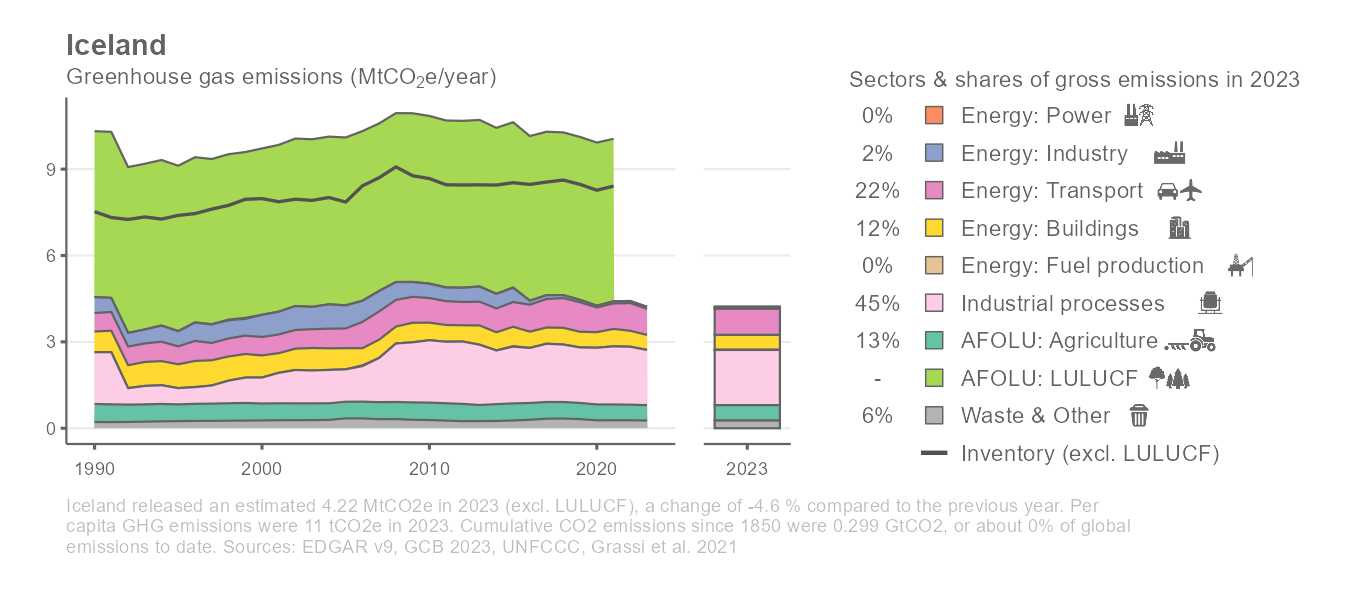 Iceland
Greenhouse gas emissions (MtCO₂e/year)
9
6
3
0
1990
2000
2010
2020
2023
Sectors & shares of gross emissions in 2023
0% Energy: Power
2% Energy: Industry
22% Energy: Transport
12% Energy: Buildings
0% Energy: Fuel production
45% Industrial processes
13% AFOLU: Agriculture
- AFOLU: LULUCF
6% Waste & Other
Inventory (excl. LULUCF)
Iceland released an estimated 4.22 MtCO2e in 2023 (excl. LULUCF), a change of -4.6 % compared to the previous year. Per
capita GHG emissions were 11 tCO2e in 2023. Cumulative CO2 emissions since 1850 were 0.299 GtCO2, or about 0% of global
emissions to date. Sources: EDGAR v9, GCB 2023, UNFCCC, Grassi et al. 2021